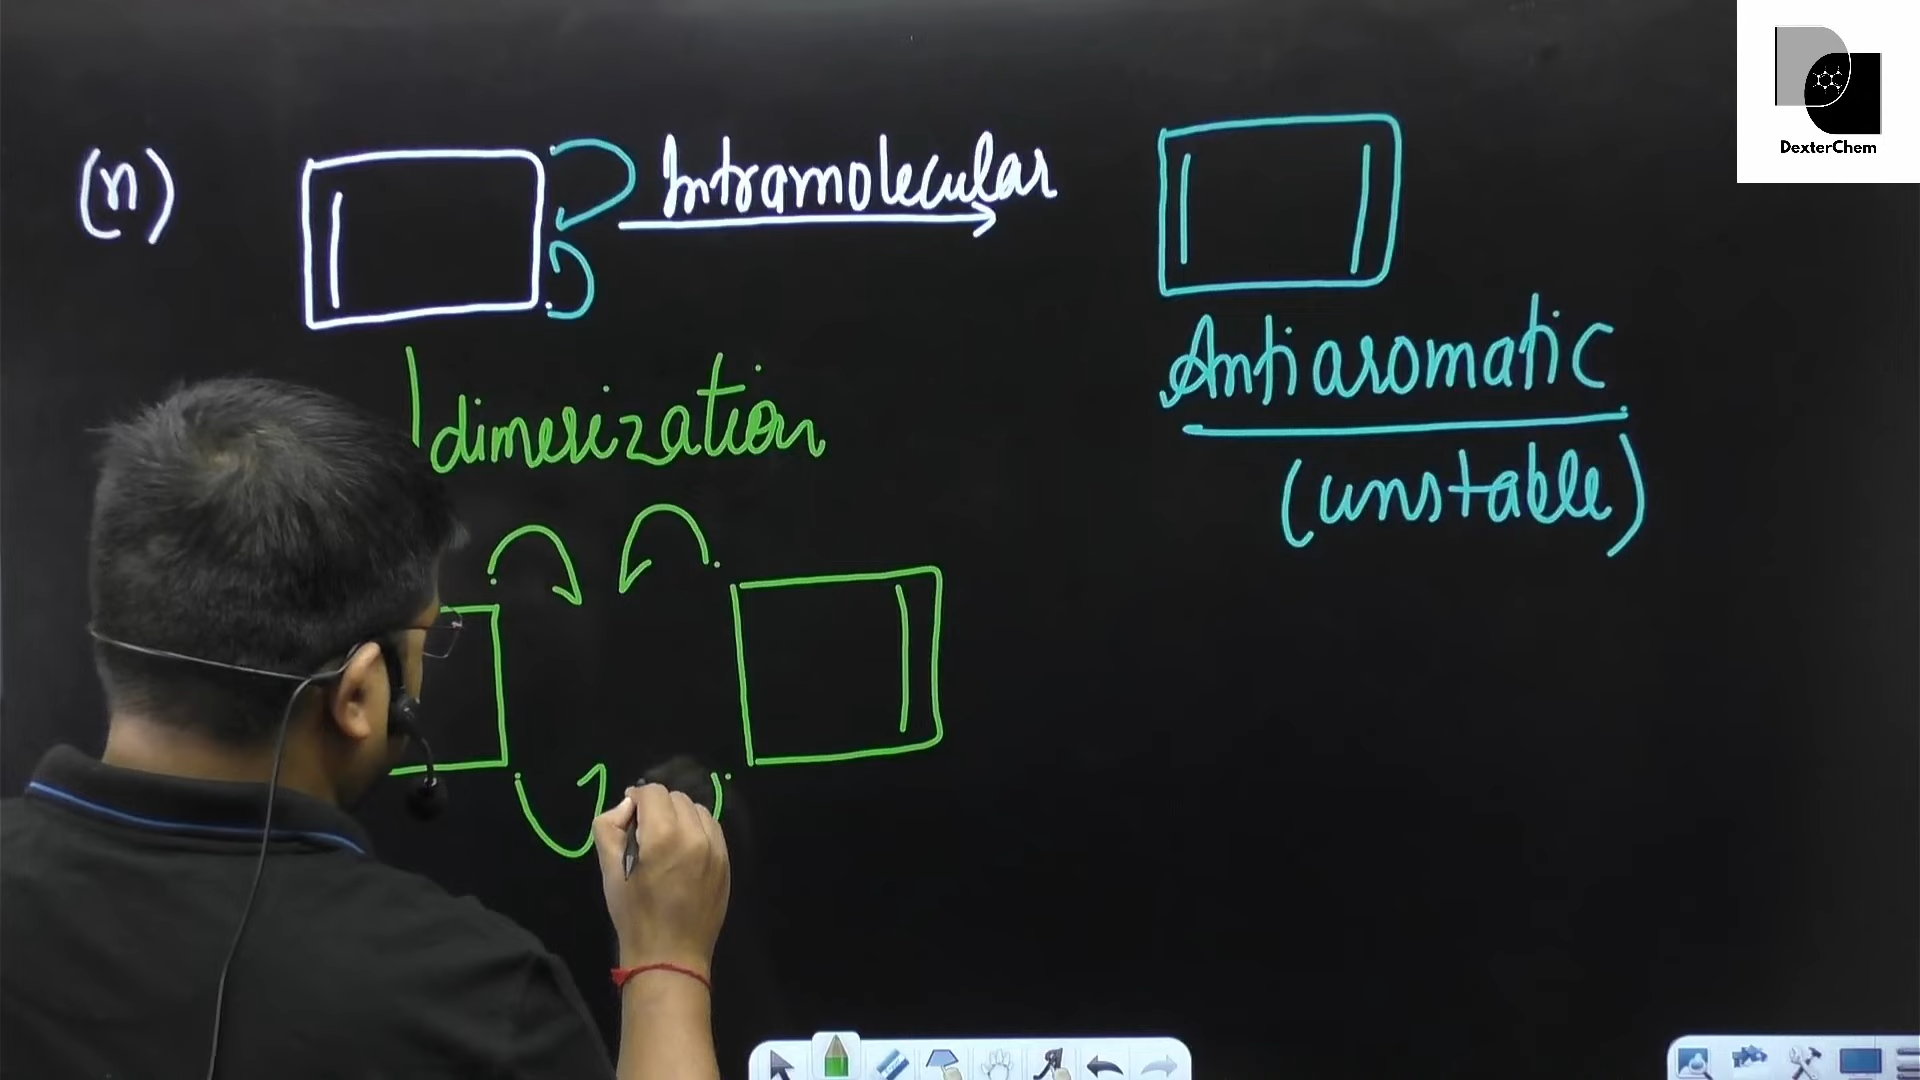 (n)
Intramolecular
DexterChem
Antiaromatic
(unstable)
dimerization